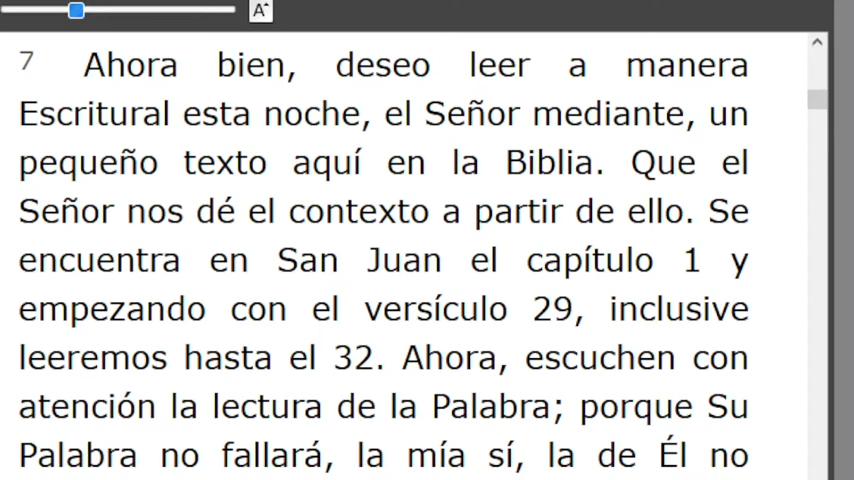 A^
7 Ahora bien, deseo leer a manera
Escritural esta noche, el Señor mediante, un
pequeño texto aquí en la Biblia. Que el
Señor nos dé el contexto a partir de ello. Se
encuentra en San Juan el capítulo 1 y
empezando con el versículo 29, inclusive
leeremos hasta el 32. Ahora, escuchen con
atención la lectura de la Palabra; porque Su
Palabra no fallará, la mía sí, la de Él no